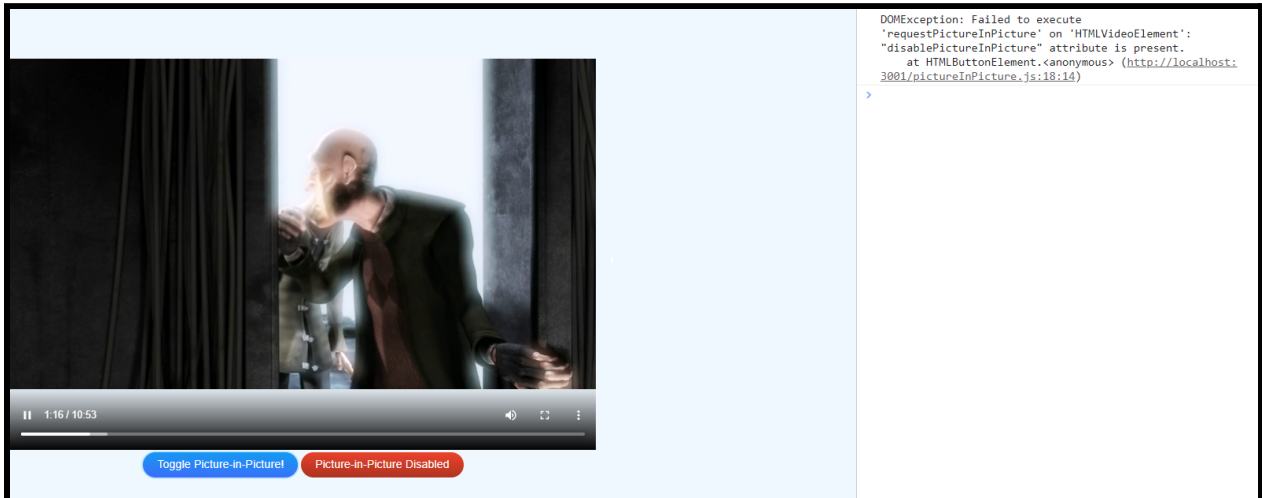 DOMException: Failed to execute
'requestPictureInPicture' on 'HTMLVideoElement':
"disablePictureInPicture" attribute is present.
at HTMLButtonElement.<anonymous> (http://localhost:
3001/pictureInPicture.js:18:14)
1:16 / 10:53
Toggle Picture-in-Picture! Picture-in-Picture Disabled